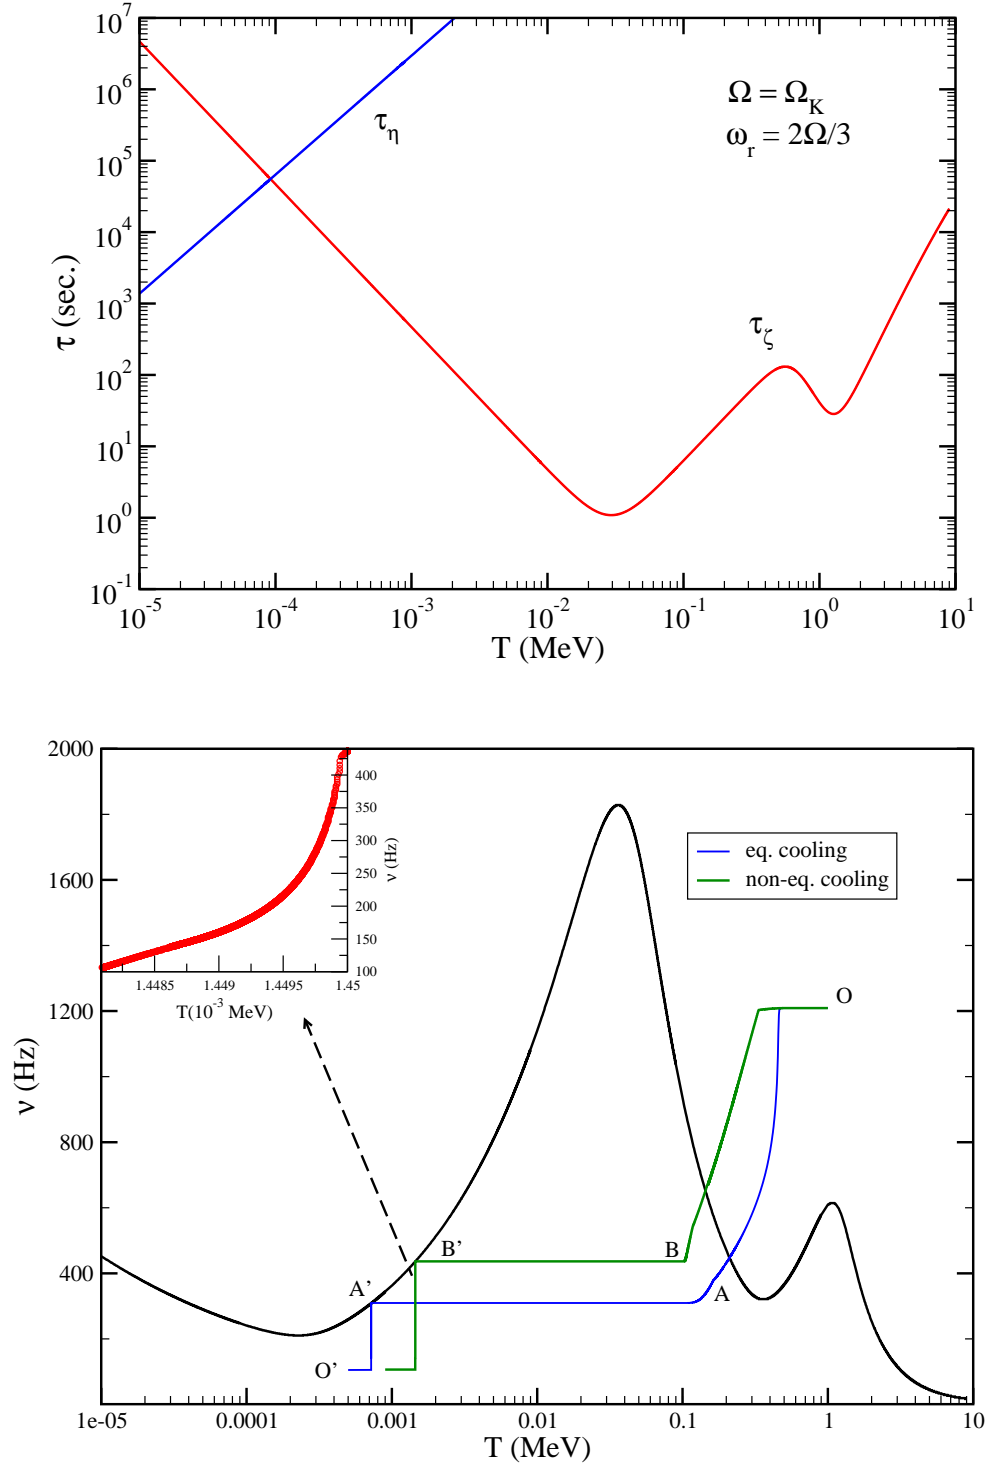 10^7
10^6
10^5
10^4
10^3
10^2
10^1
10^0
10^-1
τ (sec.)
Ω = Ω_K
ω_r = 2Ω/3
τ_η
τ_ζ
10^-5 10^-4 10^-3 10^-2 10^-1 10^0 10^1
T (MeV)
2000
1600
1200
800
400
ν (Hz)
400
350
300
250
200
150
100
ν (Hz)
1.4485 1.449 1.4495 1.45
T(10^-3 MeV)
eq. cooling
non-eq. cooling
O
B'
B
A'
A
O'
1e-05 0.0001 0.001 0.01 0.1 1 10
T (MeV)